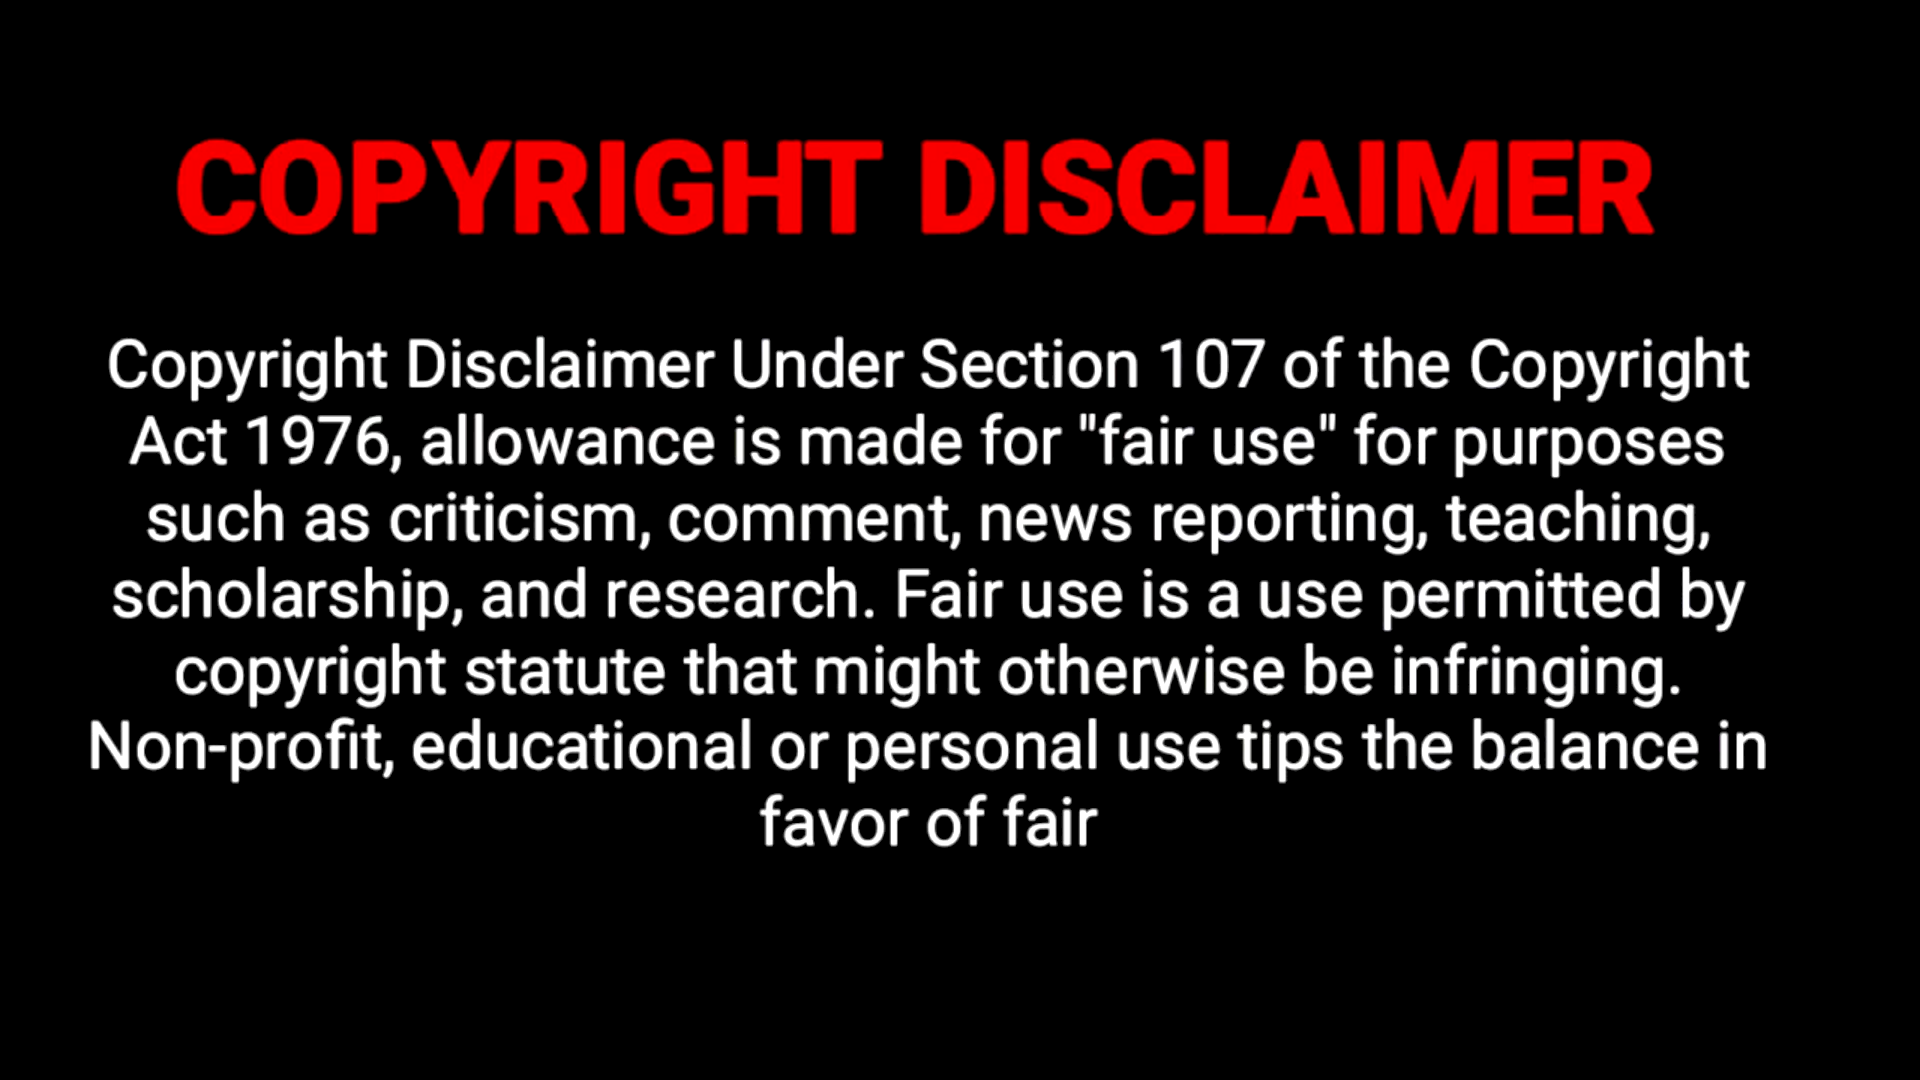 COPYRIGHT DISCLAIMER
Copyright Disclaimer Under Section 107 of the Copyright
Act 1976, allowance is made for "fair use" for purposes
such as criticism, comment, news reporting, teaching,
scholarship, and research. Fair use is a use permitted by
copyright statute that might otherwise be infringing.
Non-profit, educational or personal use tips the balance in
favor of fair